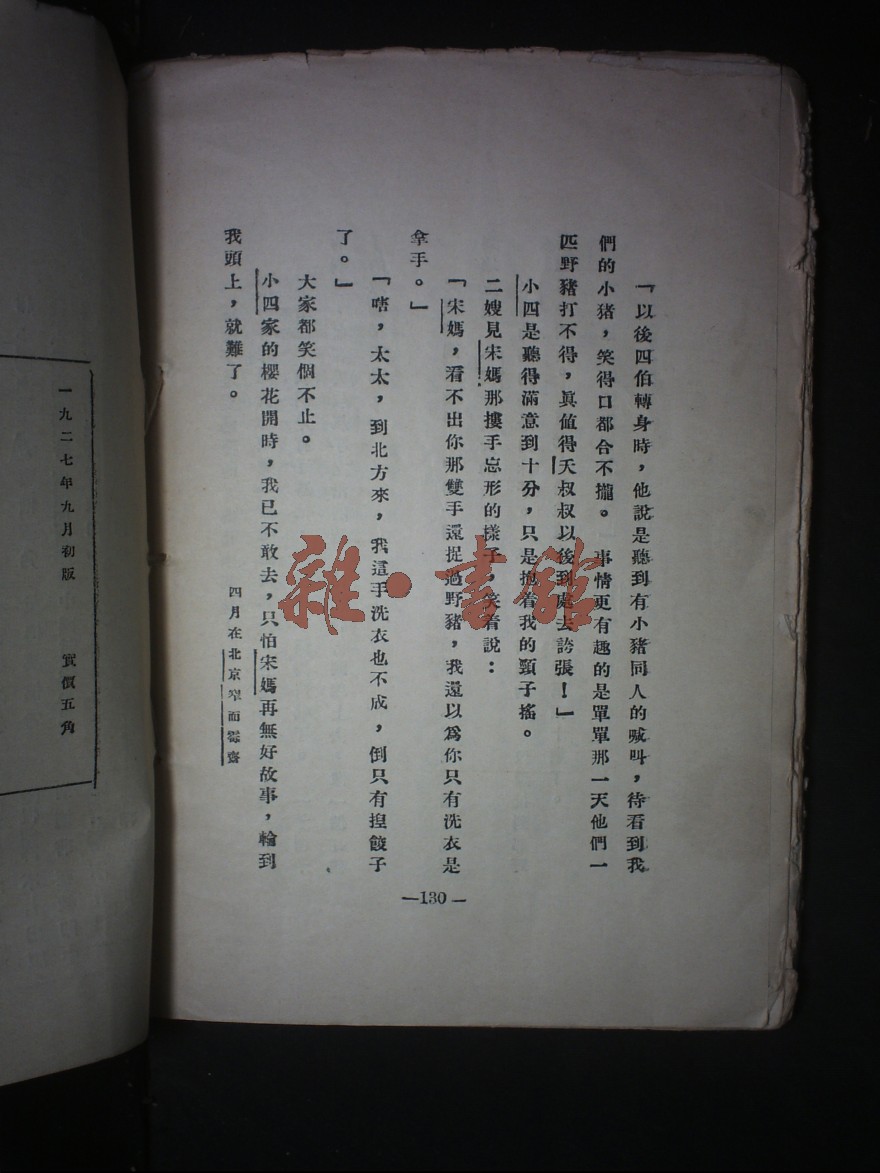 「以後四伯轉身時，他說是聽到有小豬同人的喊叫，待看到我
們的小豬，笑得口都合不攏。事情更有趣的是單單那一天他們一
匹野豬打不得，眞値得天叔叔以後到處去誇張！」
小四是聽得滿意到十分，只是抱着我的頸子搖。
二嫂見宋媽那摟手忘形的樣子，笑着說：
「宋媽，看不出你那雙手還捉過野豬，我還以爲你只有洗衣是
拿手。」
「嗐，太太，到北方來，我這手洗衣也不成，倒只有揑餃子
了。」
大家都笑個不止。
小四家的櫻花開時，我已不敢去，只怕宋媽再無好故事，輪到
我頭上，就難了。
四月在北京窄而霉齋
—130—
一九二七年九月初版 實價五角
雜·書館